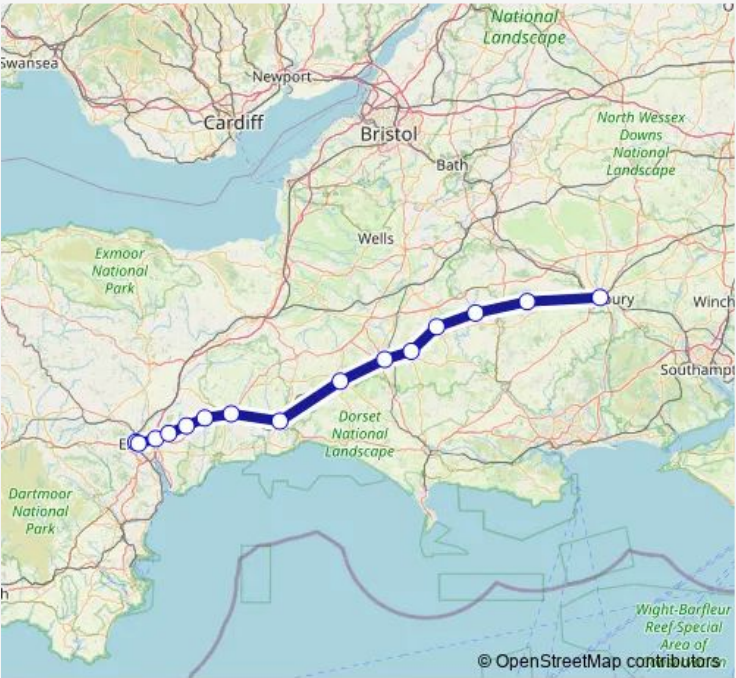 National
Landscape
Swansea
Newport
Cardiff
Bristol
North Wessex
Downs
National
Landscape
Bath
Wells
Exmoor
National
Park
bury
Winch
Southampt
Dorset
National
Landscape
E
Dartmoor
National
Park
h
Wight-Barfleur
Reef Special
Area of
© OpenStreetMap contributors